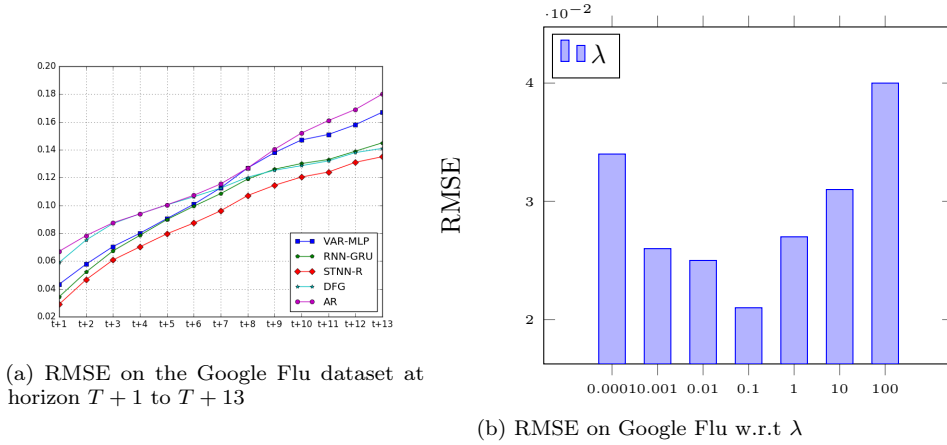 0.20
0.18
0.16
0.14
0.12
0.10
0.08
0.06
0.04
0.02
VAR-MLP
RNN-GRU
STNN-R
DFG
AR
t+1 t+2 t+3 t+4 t+5 t+6 t+7 t+8 t+9 t+10 t+11 t+12 t+13
(a) RMSE on the Google Flu dataset at
horizon T + 1 to T + 13
·10⁻²
λ
4
3
2
RMSE
0.0001 0.001 0.01 0.1 1 10 100
(b) RMSE on Google Flu w.r.t λ